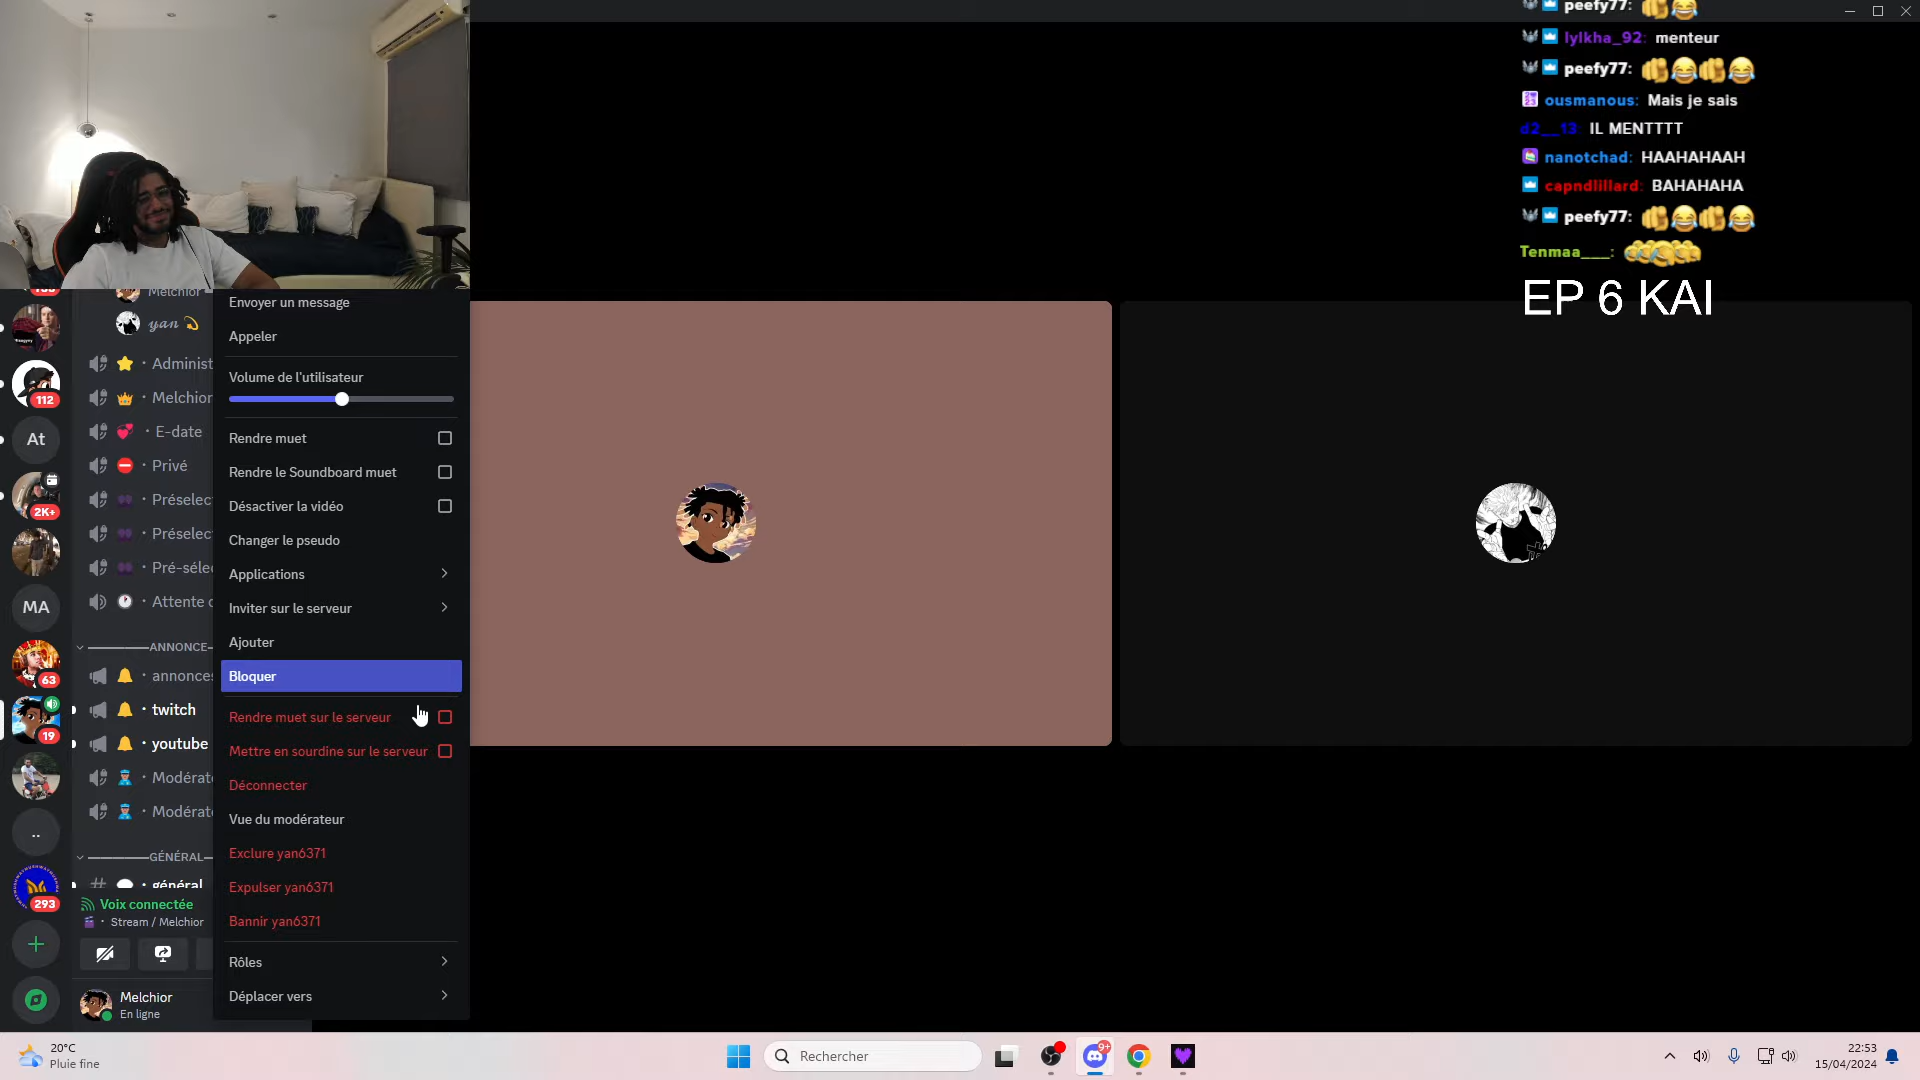 peefy77:
lylkha_92: menteur
peefy77:
ousmanous: Mais je sais
d2__13: IL MENTTTT
nanotchad: HAAHAHAAH
capndlillard: BAHAHAHA
peefy77:
Tenmaa___:
EP 6 KAI
Melchior
yan
Administ
Melchior
E-date
Privé
Préselec
Préselec
Pré-séle
Attente
ANNONCE
annonces
twitch
youtube
Modérat
Modérat
GÉNÉRAL
général
112
At
2K+
MA
63
19
..
293
Voix connectée
Stream / Melchior
Melchior
En ligne
Envoyer un message
Appeler
Volume de l'utilisateur
Rendre muet
Rendre le Soundboard muet
Désactiver la vidéo
Changer le pseudo
Applications
Inviter sur le serveur
Ajouter
Bloquer
Rendre muet sur le serveur
Mettre en sourdine sur le serveur
Déconnecter
Vue du modérateur
Exclure yan6371
Expulser yan6371
Bannir yan6371
Rôles
Déplacer vers
20°C
Pluie fine
Rechercher
9+
22:53
15/04/2024